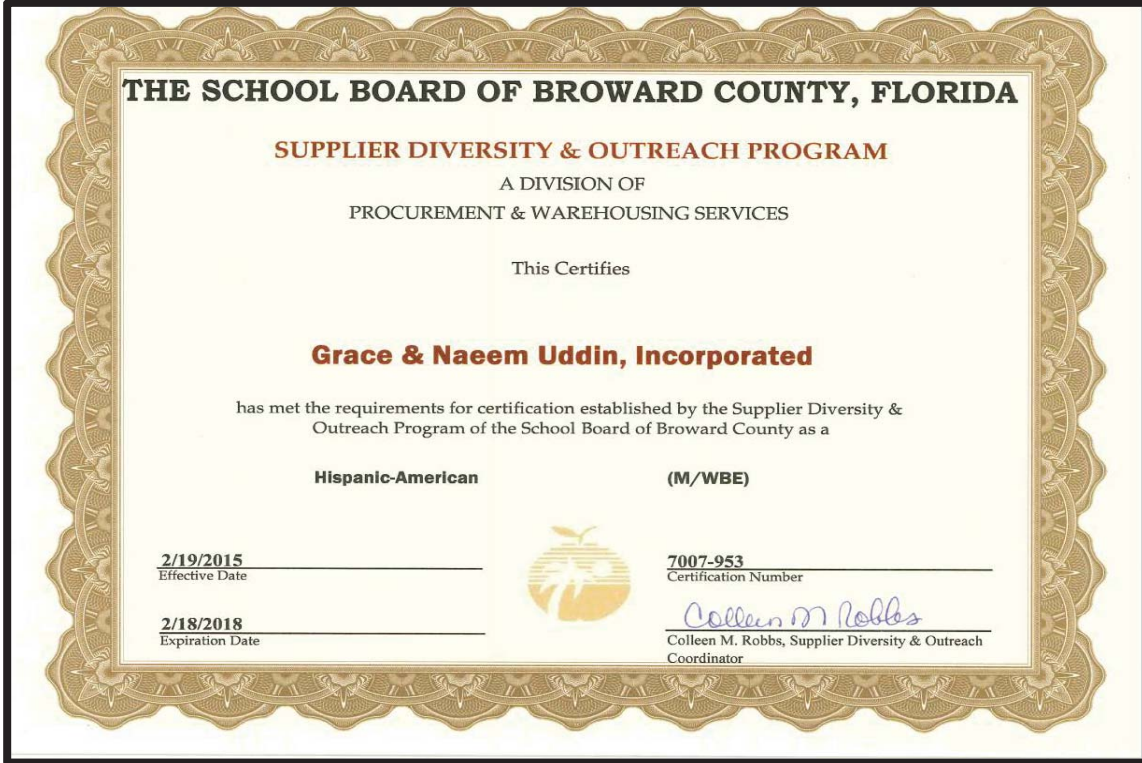 THE SCHOOL BOARD OF BROWARD COUNTY, FLORIDA
SUPPLIER DIVERSITY & OUTREACH PROGRAM
A DIVISION OF
PROCUREMENT & WAREHOUSING SERVICES
This Certifies
Grace & Naeem Uddin, Incorporated
has met the requirements for certification established by the Supplier Diversity &
Outreach Program of the School Board of Broward County as a
Hispanic-American (M/WBE)
2/19/2015
Effective Date
7007-953
Certification Number
2/18/2018
Expiration Date
Colleen M Robbs
Colleen M. Robbs, Supplier Diversity & Outreach
Coordinator